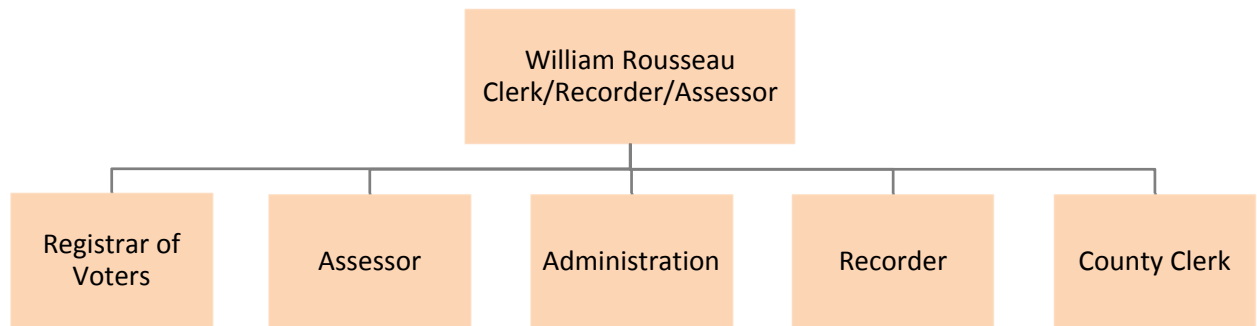 William Rousseau
Clerk/Recorder/Assessor
Registrar of
Voters
Assessor
Administration
Recorder
County Clerk